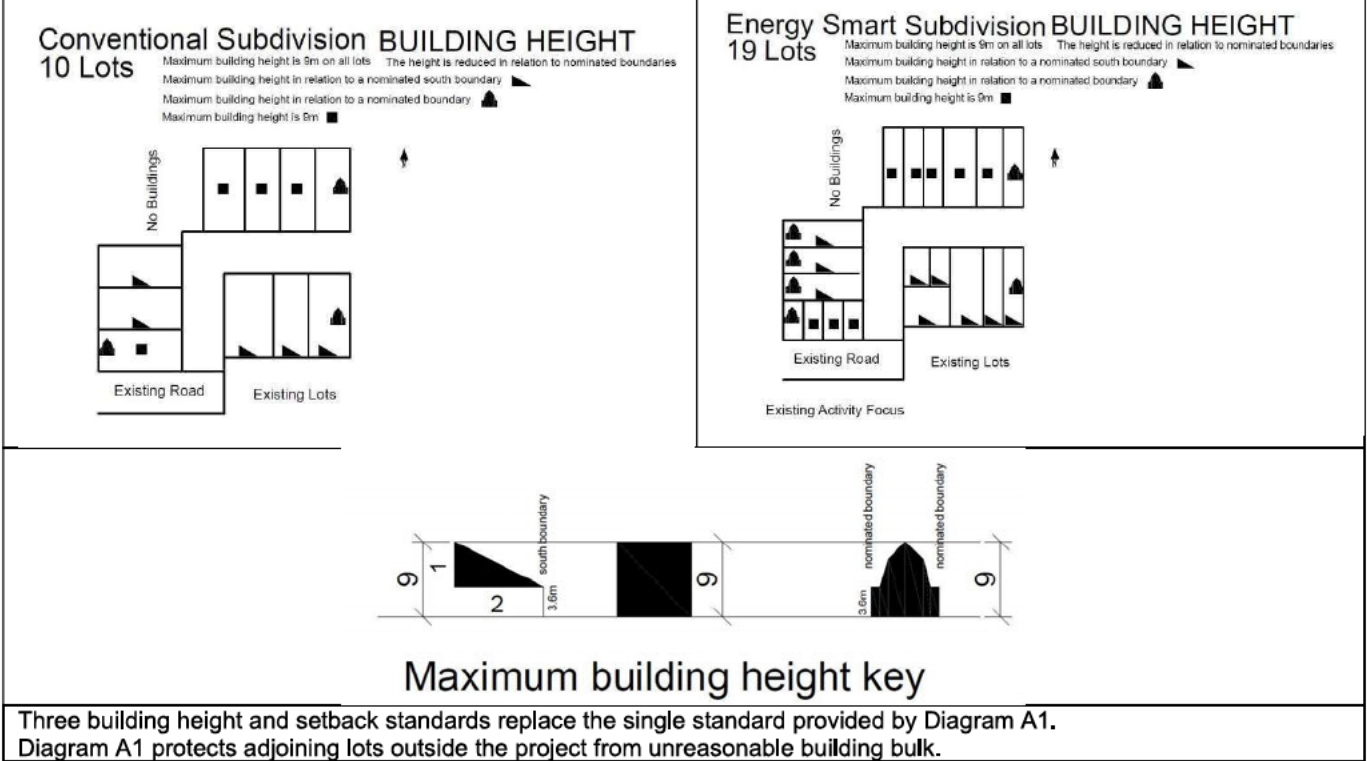 Conventional Subdivision BUILDING HEIGHT
10 Lots
Maximum building height is 9m on all lots The height is reduced in relation to nominated boundaries
Maximum building height in relation to a nominated south boundary
Maximum building height in relation to a nominated boundary
Maximum building height is 9m
No Buildings
N
Existing Road
Existing Lots
Energy Smart Subdivision BUILDING HEIGHT
19 Lots
Maximum building height is 9m on all lots The height is reduced in relation to nominated boundaries
Maximum building height in relation to a nominated south boundary
Maximum building height in relation to a nominated boundary
Maximum building height is 9m
No Buildings
N
Existing Road
Existing Lots
Existing Activity Focus
9
1
2
south boundary
3.6m
9
nominated boundary
nominated boundary
3.6m
9
Maximum building height key
Three building height and setback standards replace the single standard provided by Diagram A1.
Diagram A1 protects adjoining lots outside the project from unreasonable building bulk.